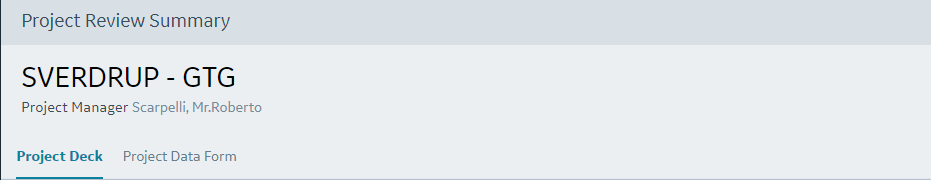 Project Review Summary
SVERDRUP - GTG
Project Manager Scarpelli, Mr.Roberto
Project Deck Project Data Form